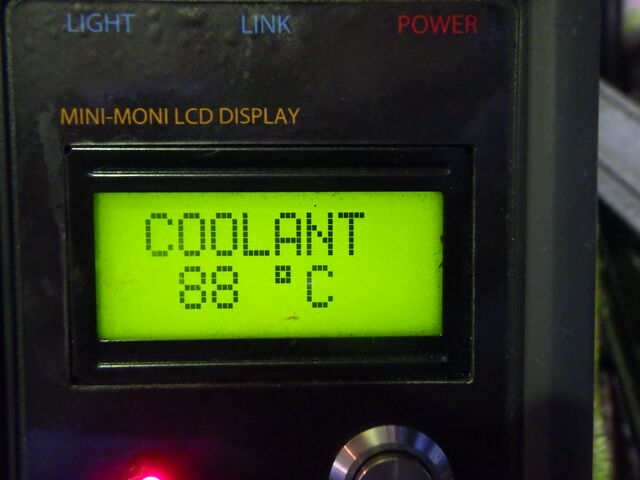 LIGHT LINK POWER
MINI-MONI LCD DISPLAY
COOLANT
88 °C